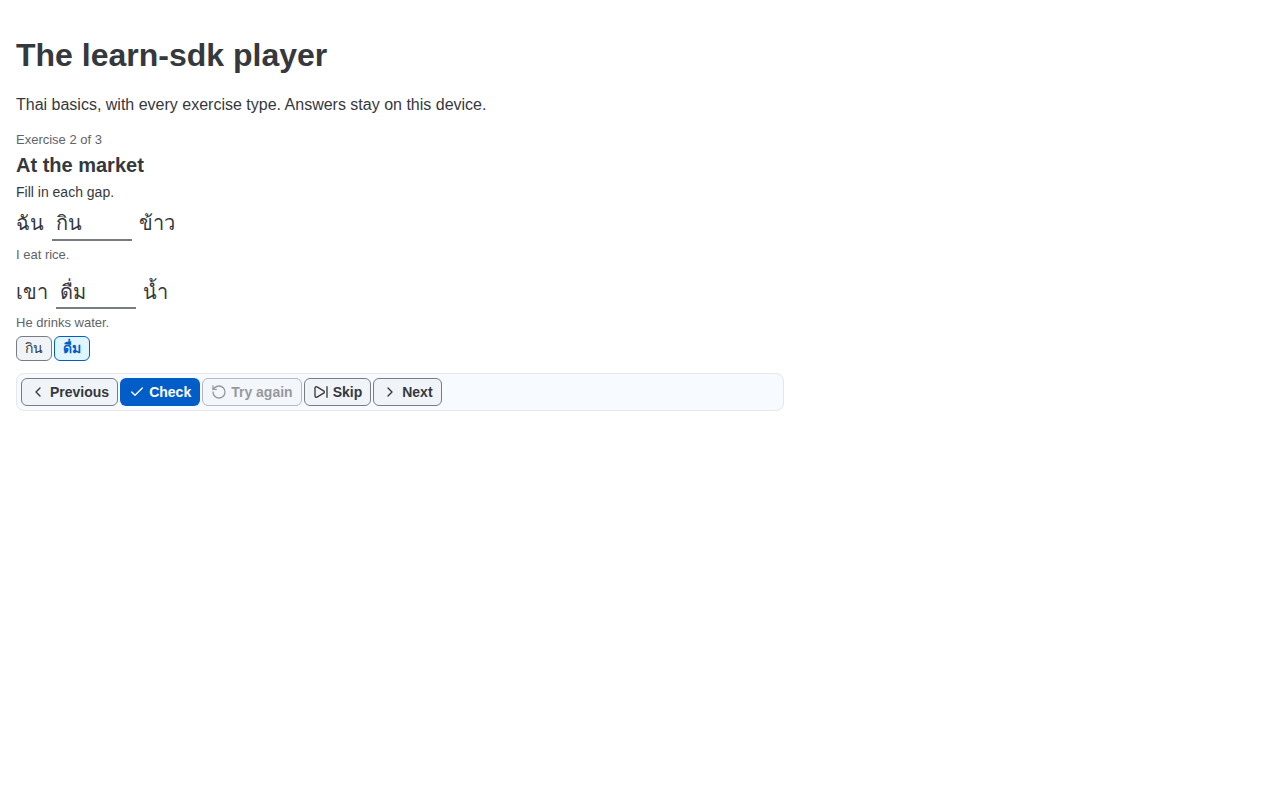 The learn-sdk player
Thai basics, with every exercise type. Answers stay on this device.
Exercise 2 of 3
At the market
Fill in each gap.
ฉัน กิน ข้าว
I eat rice.
เขา ดื่ม น้ำ
He drinks water.
กิน ดื่ม
Previous Check Try again Skip Next